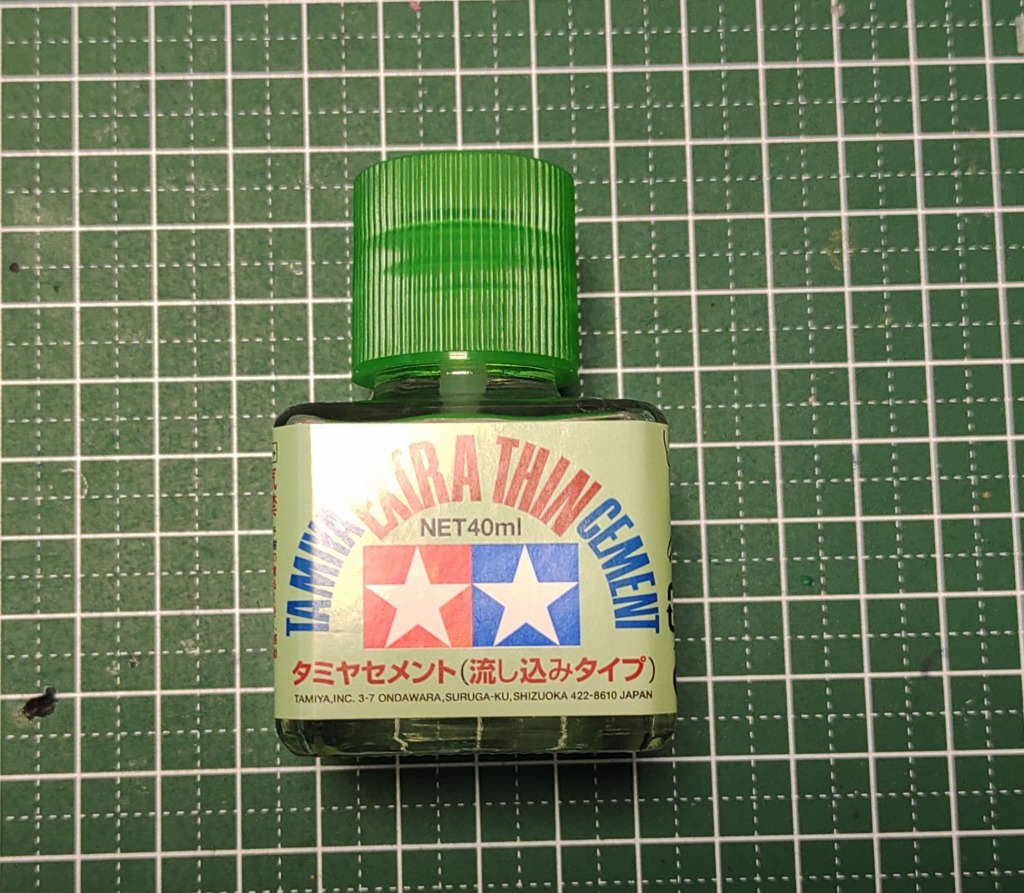 TAMIYA EXTRA THIN CEMENT
NET40ml
タミヤセメント(流し込みタイプ)
TAMIYA,INC. 3-7 ONDAWARA,SURUGA-KU,SHIZUOKA 422-8610 JAPAN